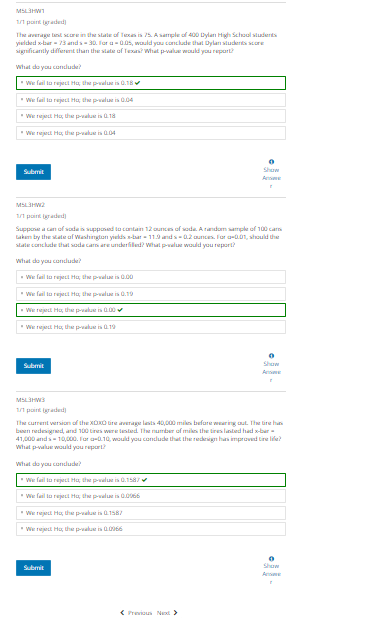 M5L3HW1
1/1 point (graded)
The average test score in the state of Texas is 75. A sample of 400 Dylan High School students
yielded x-bar = 73 and s = 30. For α = 0.05, would you conclude that Dylan students score
significantly different than the state of Texas? What p-value would you report?
What do you conclude?
We fail to reject Ho; the p-value is 0.18 ✔
We fail to reject Ho; the p-value is 0.04
We reject Ho; the p-value is 0.18
We reject Ho; the p-value is 0.04
Submit
Show
Answe
r
M5L3HW2
1/1 point (graded)
Suppose a can of soda is supposed to contain 12 ounces of soda. A random sample of 100 cans
taken by the state of Washington yields x-bar = 11.9 and s = 0.2 ounces. For α=0.01, should the
state conclude that soda cans are underfilled? What p-value would you report?
What do you conclude?
We fail to reject Ho; the p-value is 0.00
We fail to reject Ho; the p-value is 0.19
We reject Ho; the p-value is 0.00 ✔
We reject Ho; the p-value is 0.19
Submit
Show
Answe
r
M5L3HW3
1/1 point (graded)
The current version of the XOXO tire average lasts 40,000 miles before wearing out. The tire has
been redesigned, and 100 tires were tested. The number of miles the tires lasted had x-bar =
41,000 and s = 10,000. For α=0.10, would you conclude that the redesign has improved tire life?
What p-value would you report?
What do you conclude?
We fail to reject Ho; the p-value is 0.1587 ✔
We fail to reject Ho; the p-value is 0.0966
We reject Ho; the p-value is 0.1587
We reject Ho; the p-value is 0.0966
Submit
Show
Answe
r
Previous Next